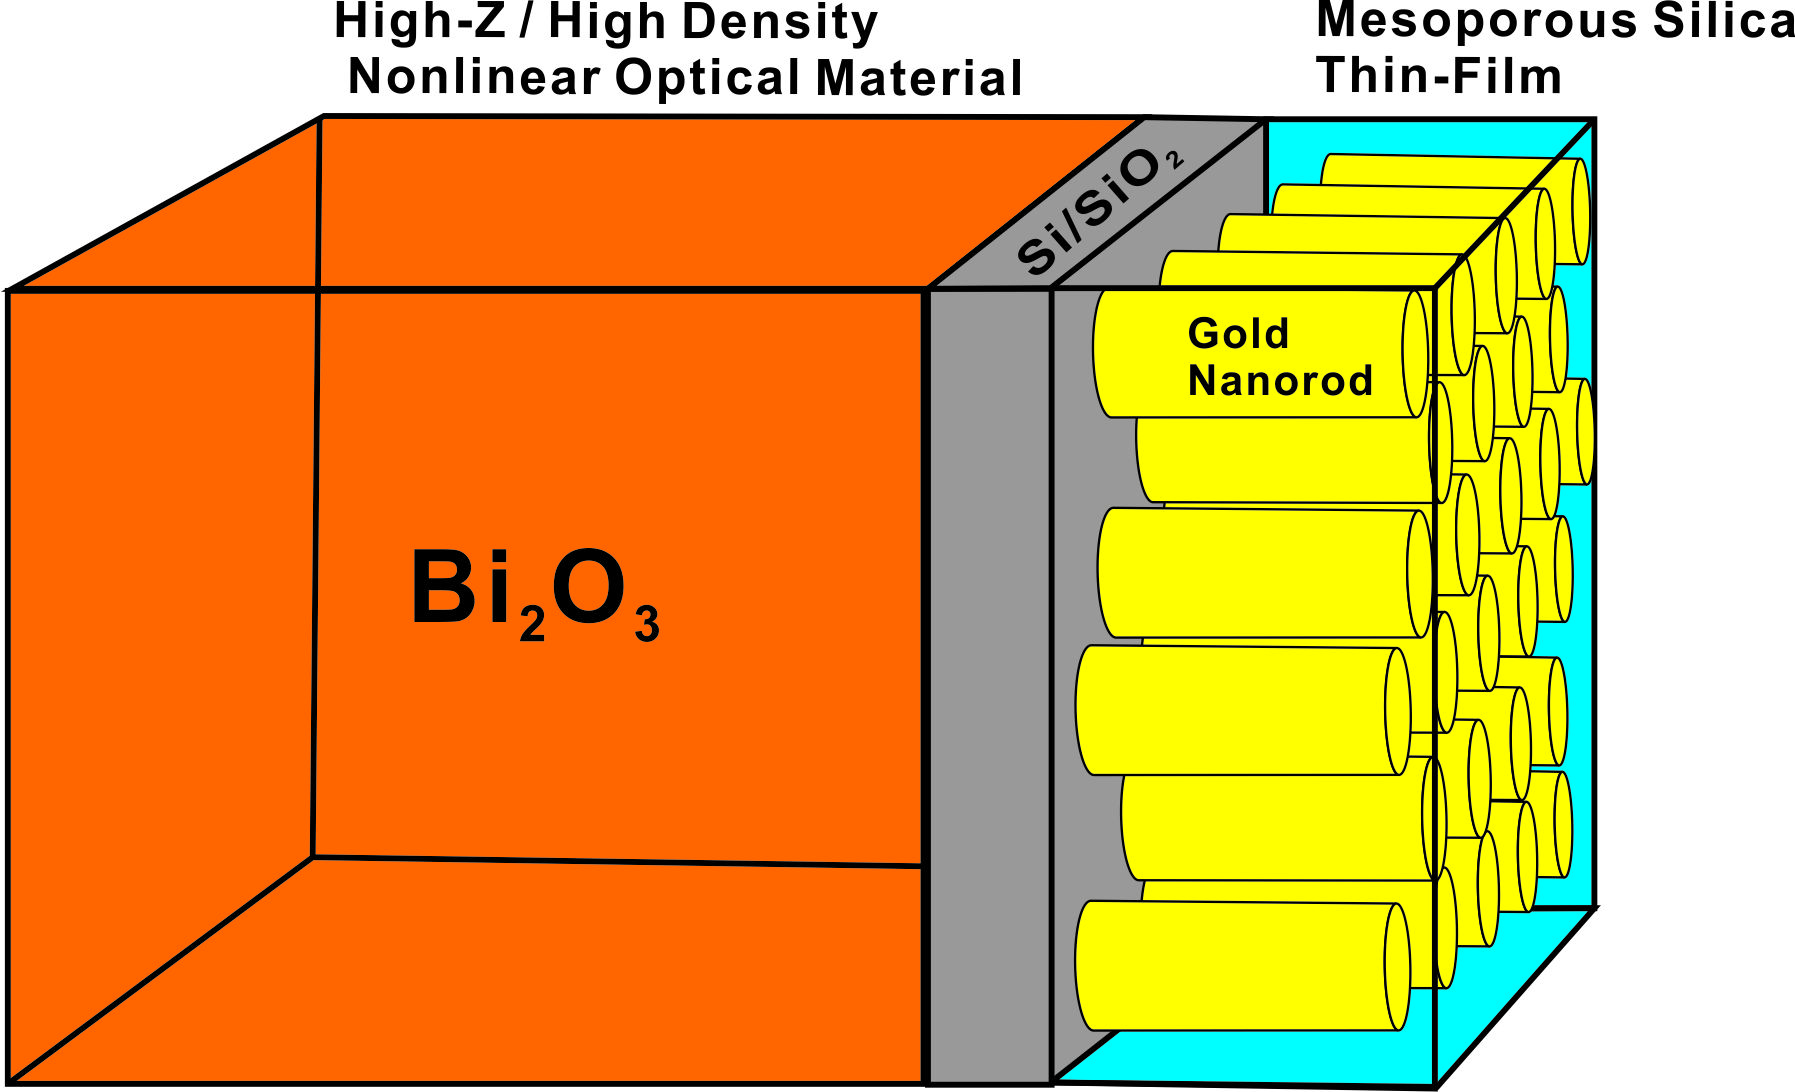 High-Z / High Density
Nonlinear Optical Material
Mesoporous Silica
Thin-Film
Si/SiO₂
Gold
Nanorod
Bi₂O₃